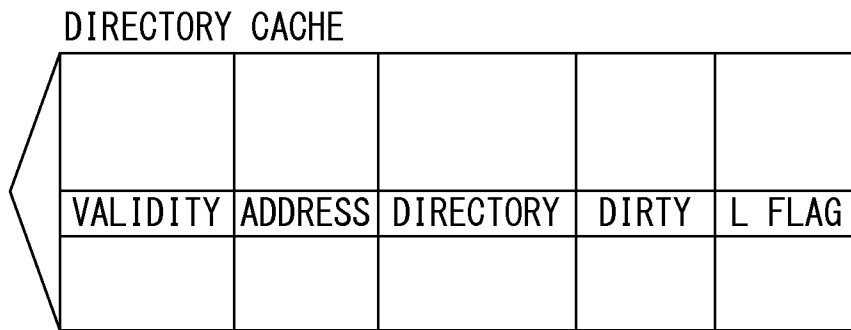 DIRECTORY CACHE
VALIDITY ADDRESS DIRECTORY DIRTY L FLAG